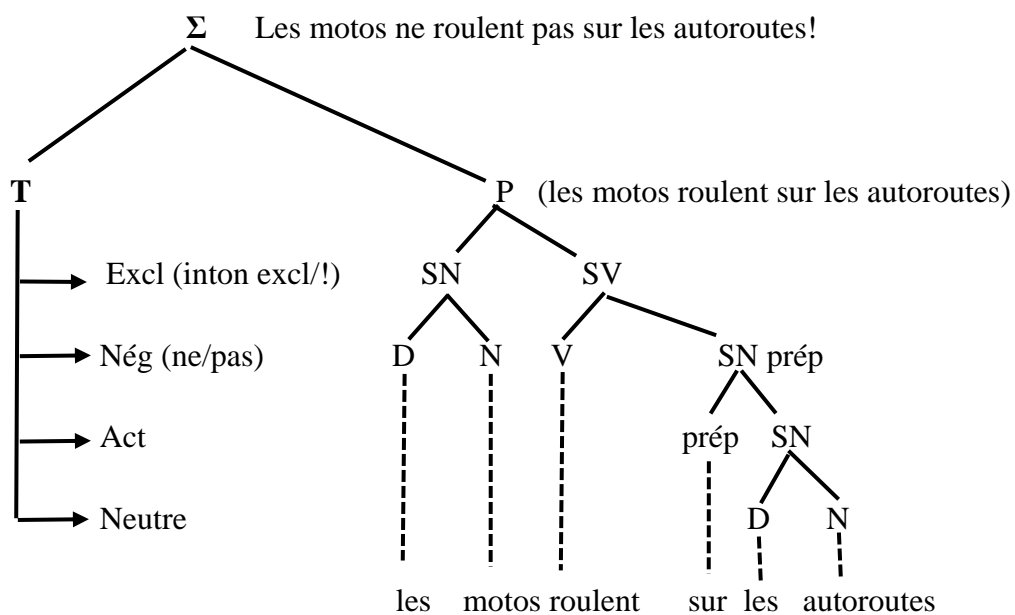 Σ Les motos ne roulent pas sur les autoroutes!
T P (les motos roulent sur les autoroutes)
Excl (inton excl/!) SN SV
Nég (ne/pas) D N V SN prép
Act prép SN
Neutre D N
les motos roulent sur les autoroutes